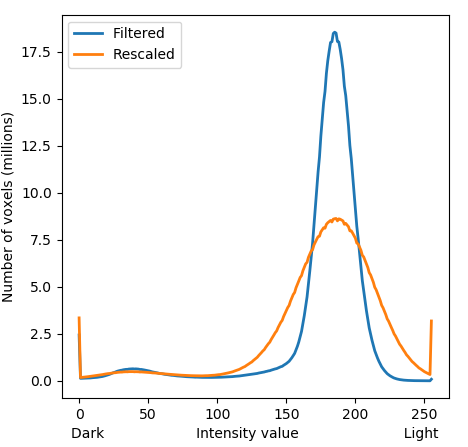 Filtered
Rescaled
17.5
15.0
12.5
10.0
7.5
5.0
2.5
0.0
Number of voxels (millions)
0 50 100 150 200 250
Dark Intensity value Light